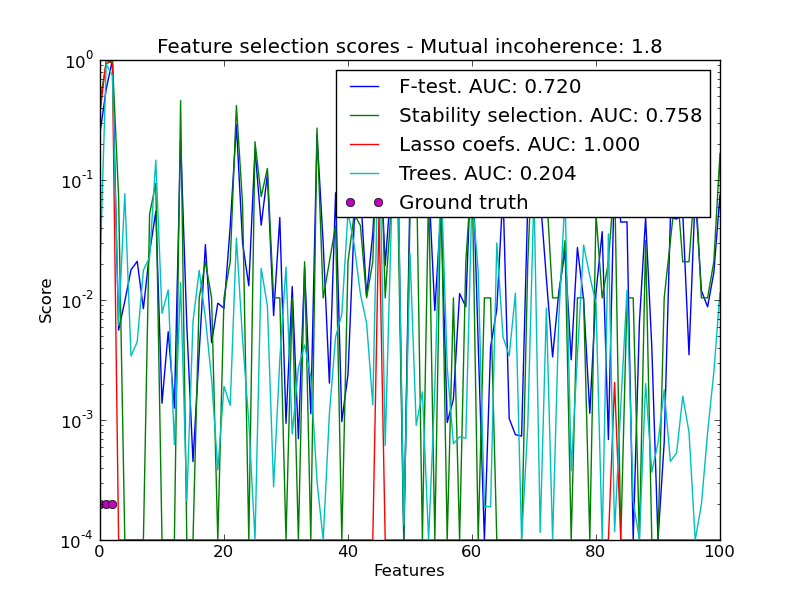 Feature selection scores - Mutual incoherence: 1.8
F-test. AUC: 0.720
Stability selection. AUC: 0.758
Lasso coefs. AUC: 1.000
Trees. AUC: 0.204
Ground truth
10^0
10^-1
10^-2
10^-3
10^-4
Score
0 20 40 60 80 100
Features